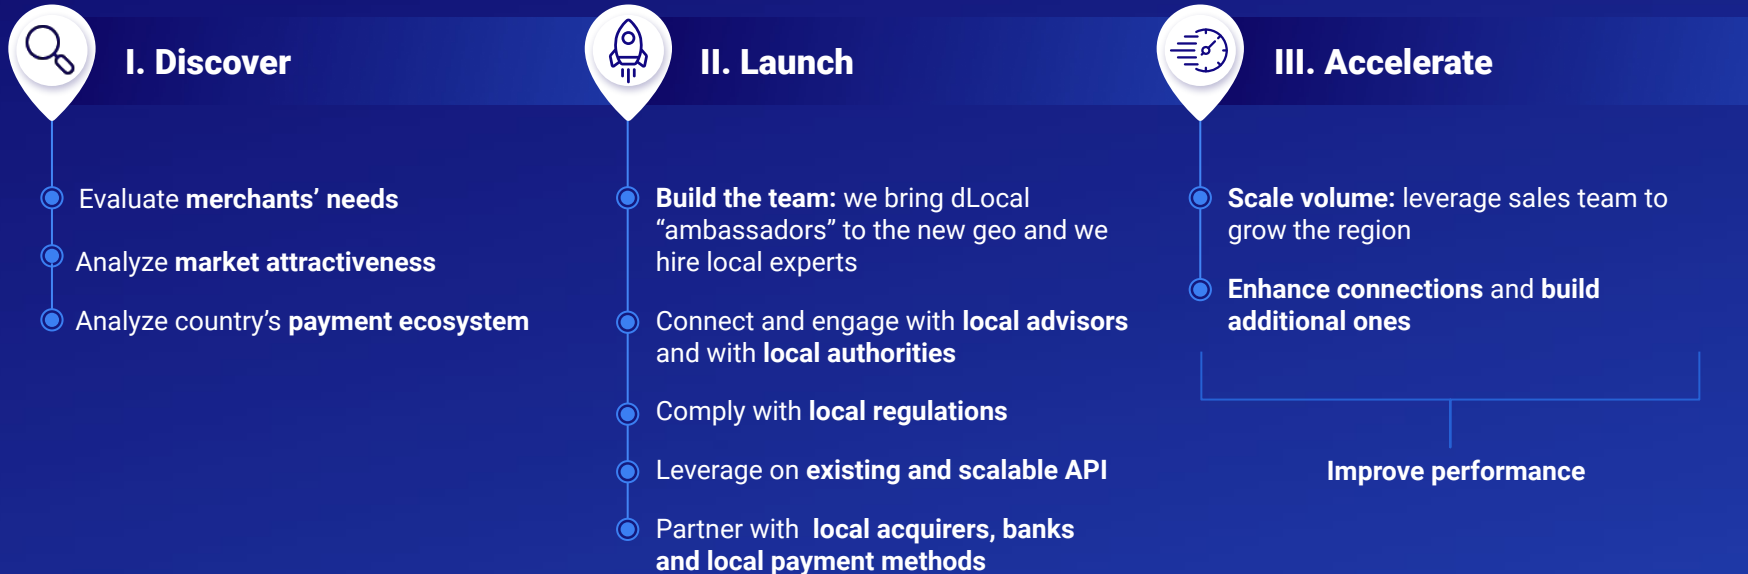 I. Discover
Evaluate merchants’ needs
Analyze market attractiveness
Analyze country’s payment ecosystem
II. Launch
Build the team: we bring dLocal
“ambassadors” to the new geo and we
hire local experts
Connect and engage with local advisors
and with local authorities
Comply with local regulations
Leverage on existing and scalable API
Partner with local acquirers, banks
and local payment methods
III. Accelerate
Scale volume: leverage sales team to
grow the region
Enhance connections and build
additional ones
Improve performance